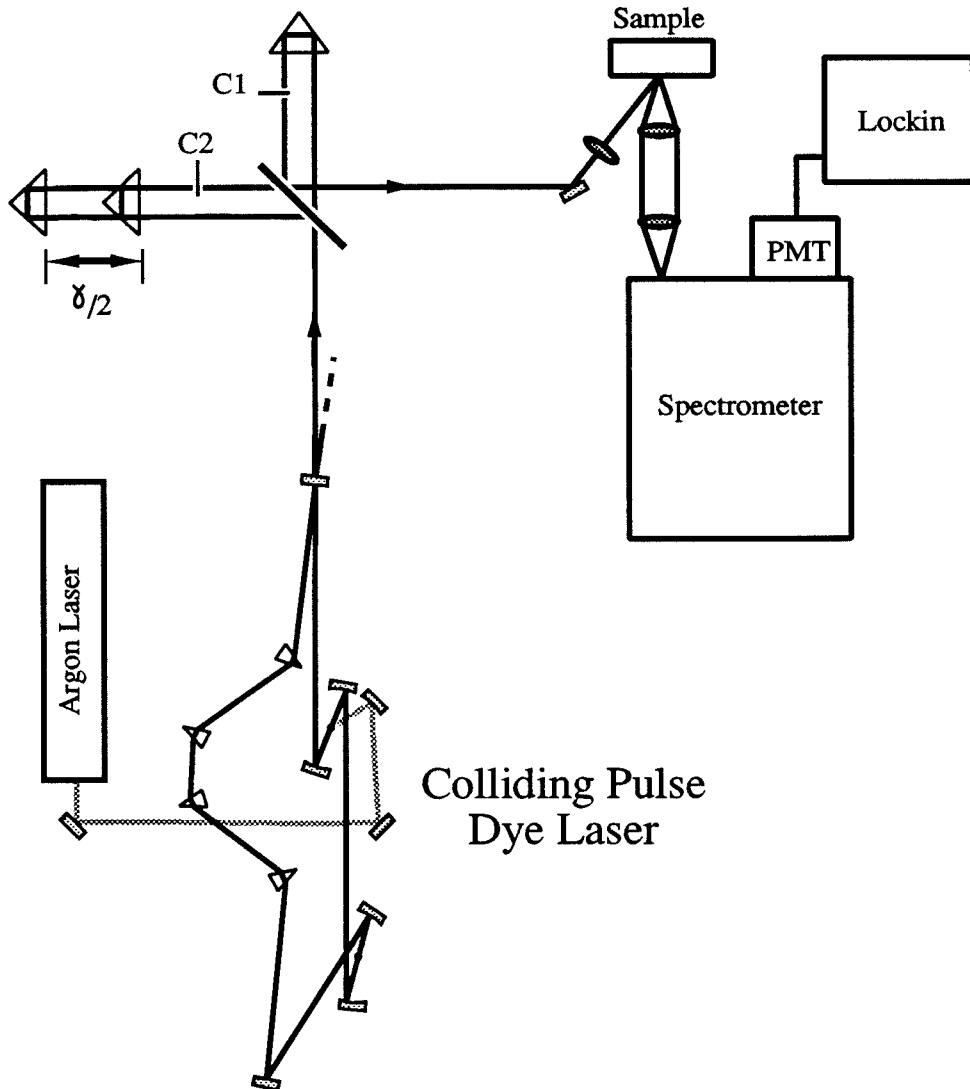 Sample
C1
Lockin
C2
PMT
ɣ/2
Spectrometer
Argon Laser
Colliding Pulse
Dye Laser